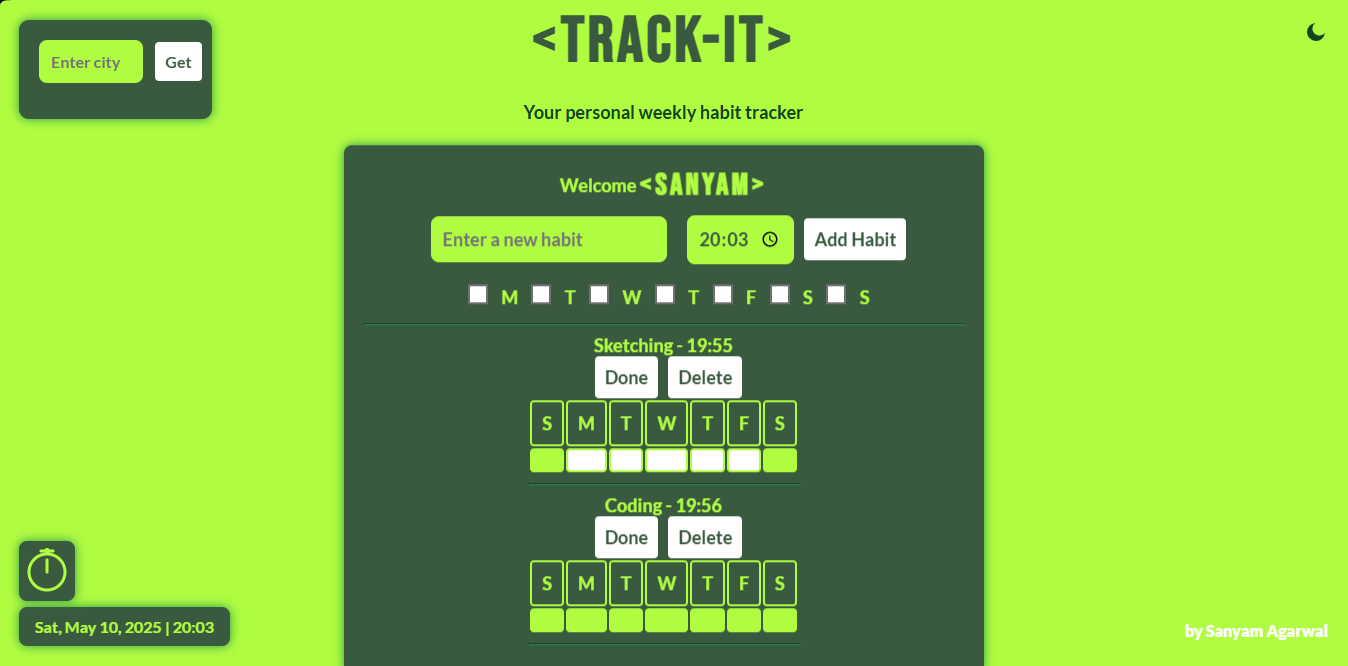 <TRACK-IT>
Enter city Get
Your personal weekly habit tracker
Welcome <SANYAM>
Enter a new habit 20:03 Add Habit
M T W T F S S
Sketching - 19:55
Done Delete
S M T W T F S
Coding - 19:56
Done Delete
S M T W T F S
Sat, May 10, 2025 | 20:03
by Sanyam Agarwal